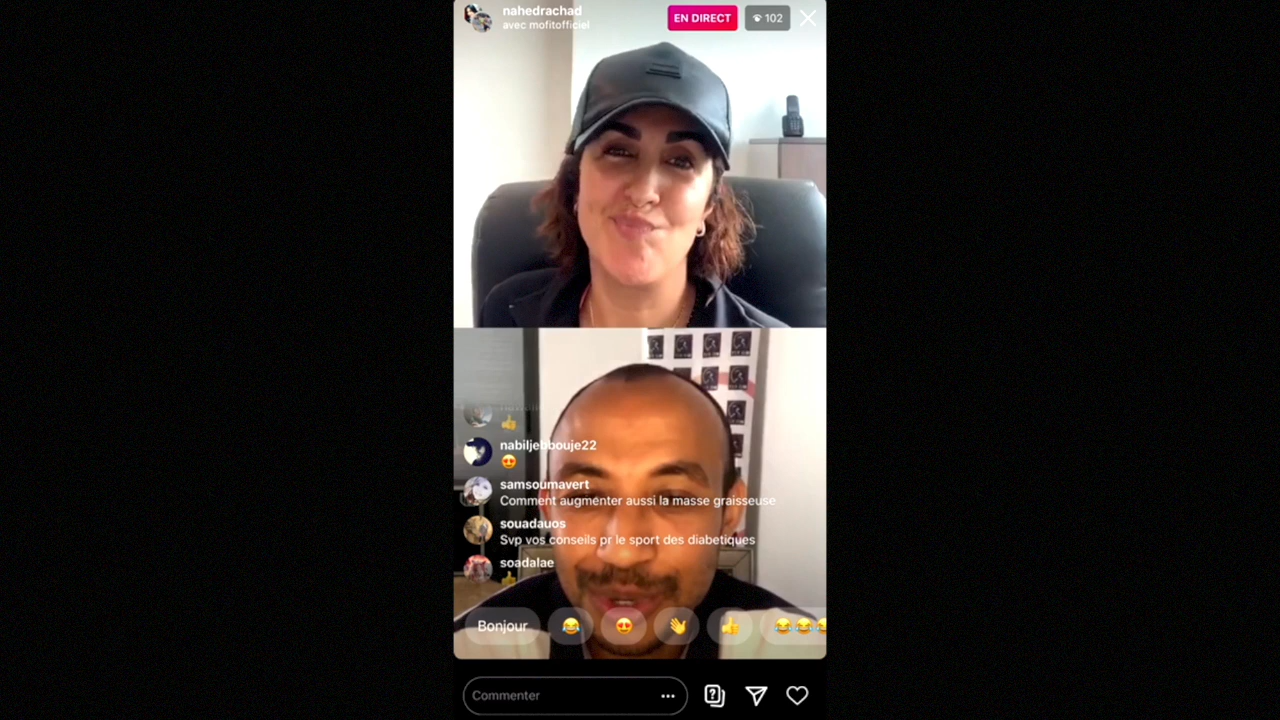 nahedrachad
avec mofitofficiel
EN DIRECT
102
nabiljebbouje22
😍
samsoumavert
Comment augmenter aussi la masse graisseuse
souadauos
Svp vos conseils pr le sport des diabetiques
soadalae
👍
Bonjour
Commenter